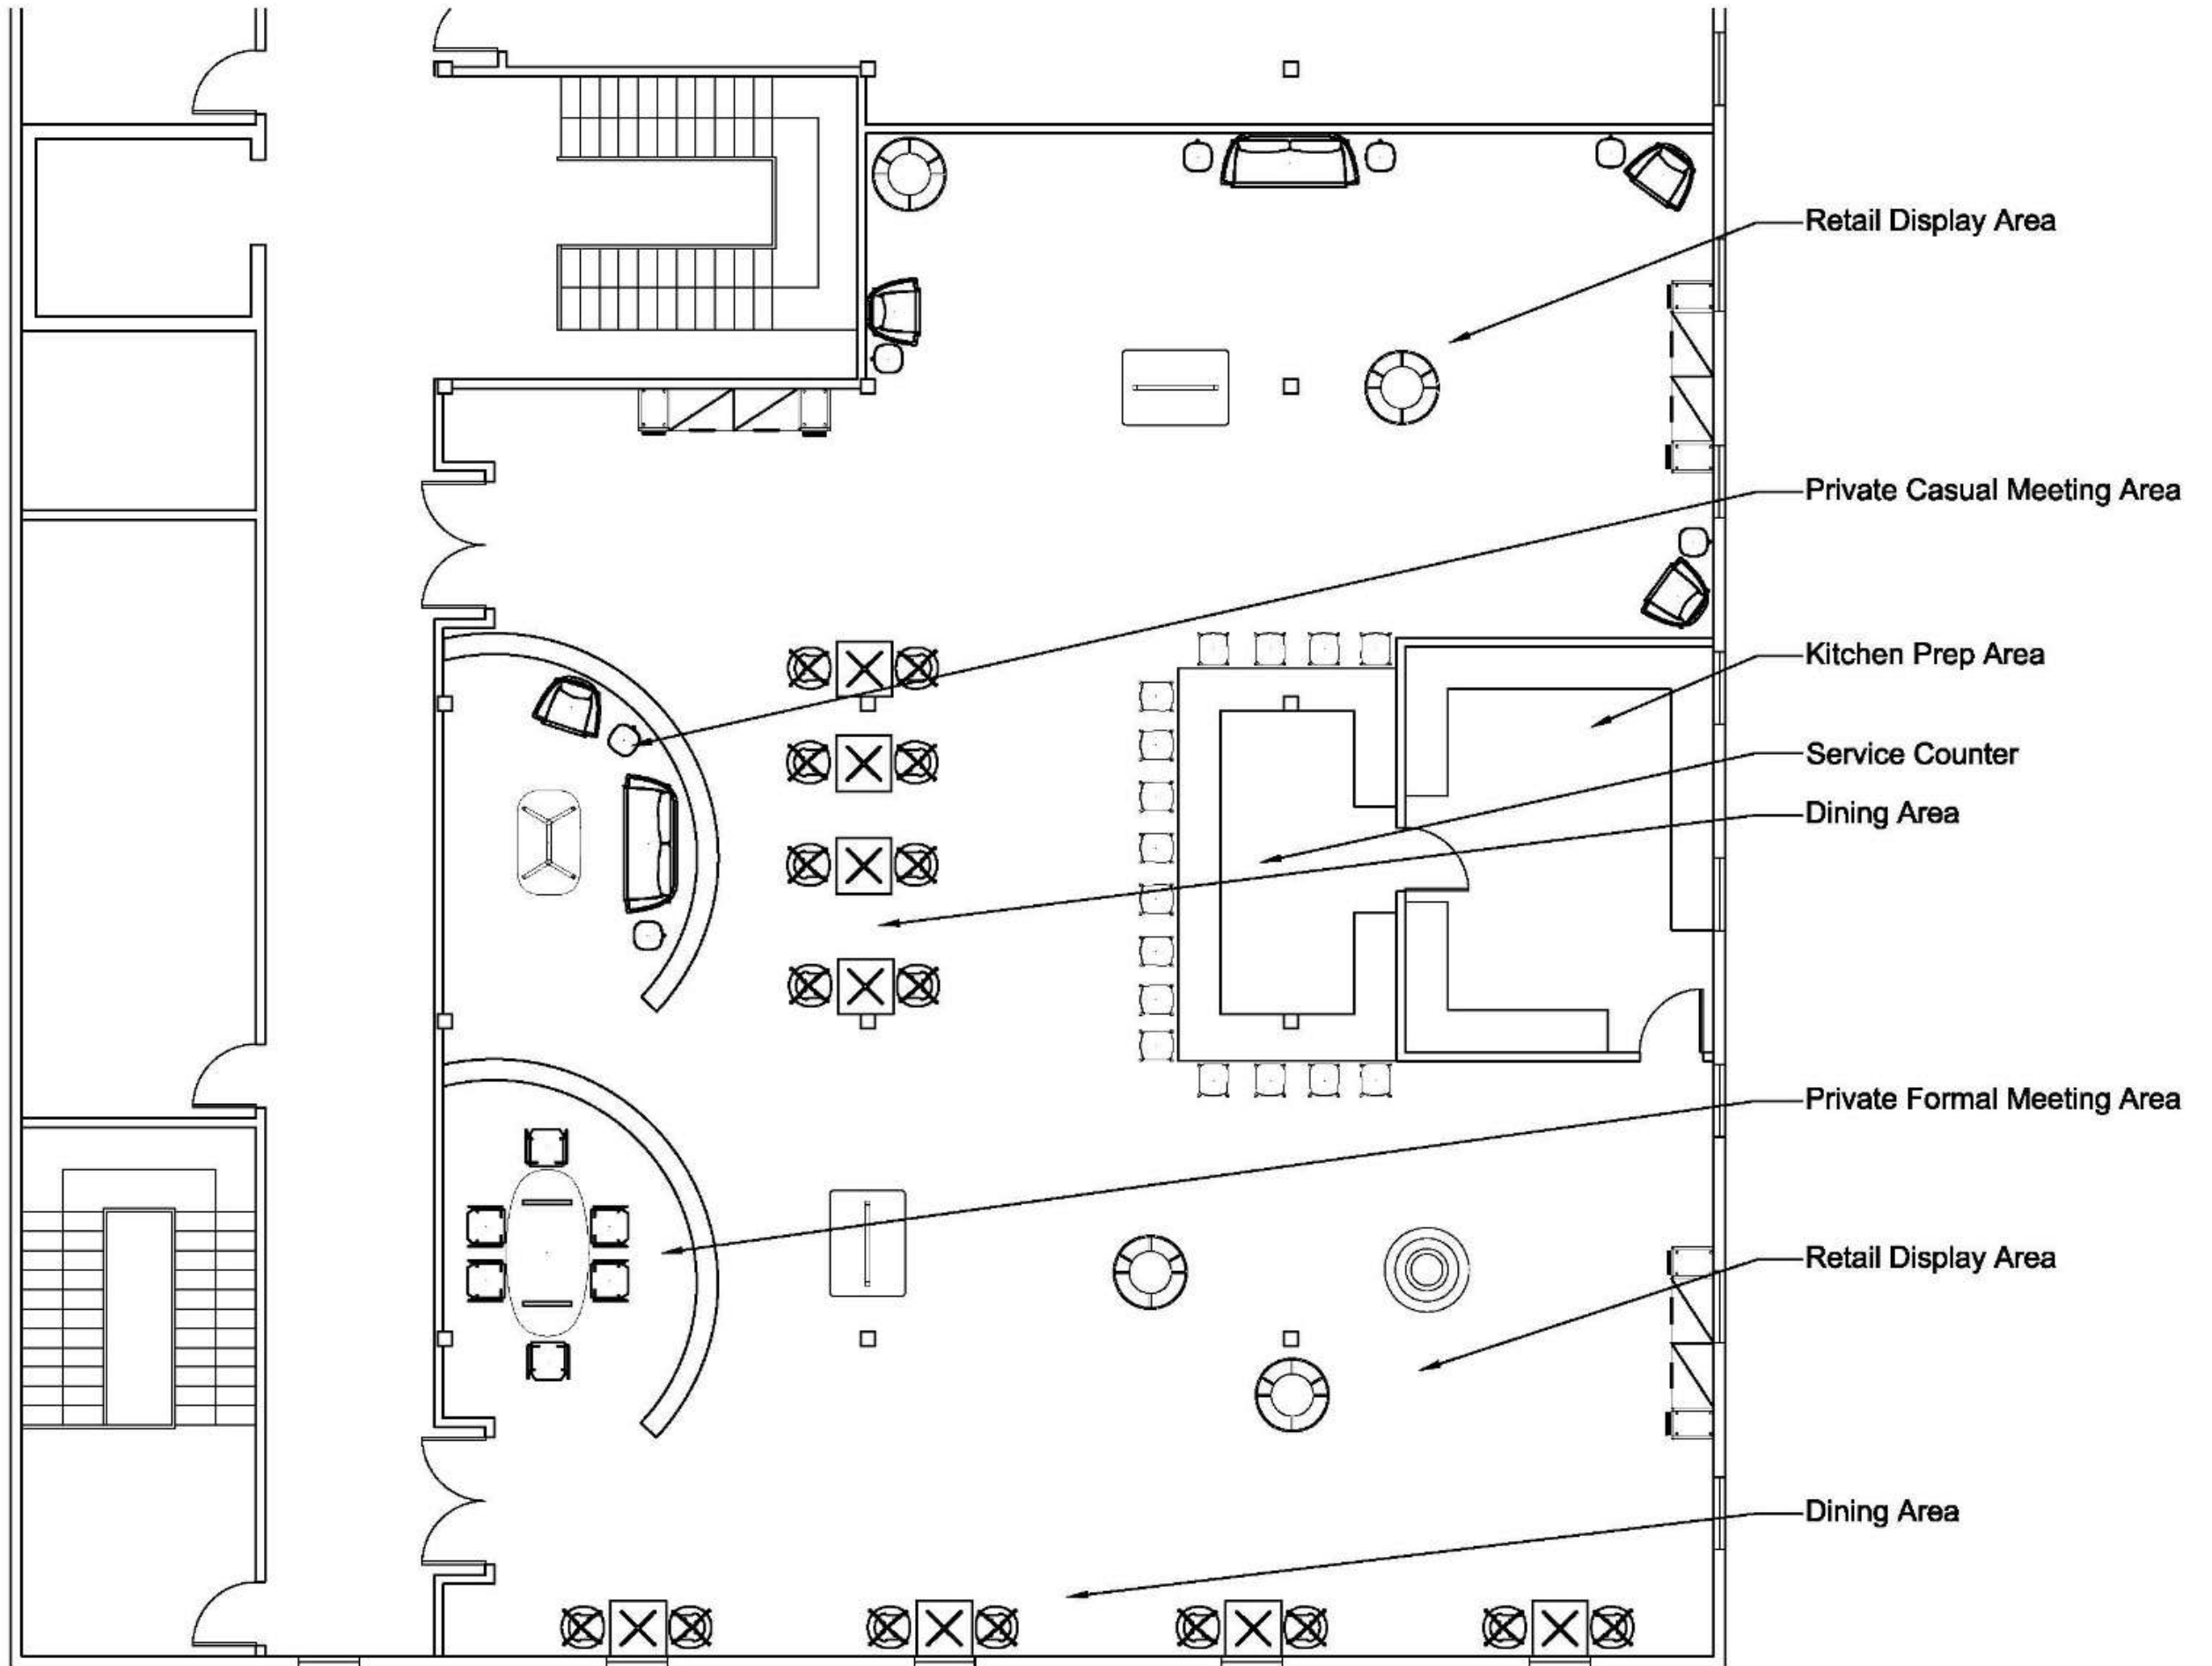 Retail Display Area
Private Casual Meeting Area
Kitchen Prep Area
Service Counter
Dining Area
Private Formal Meeting Area
Retail Display Area
Dining Area